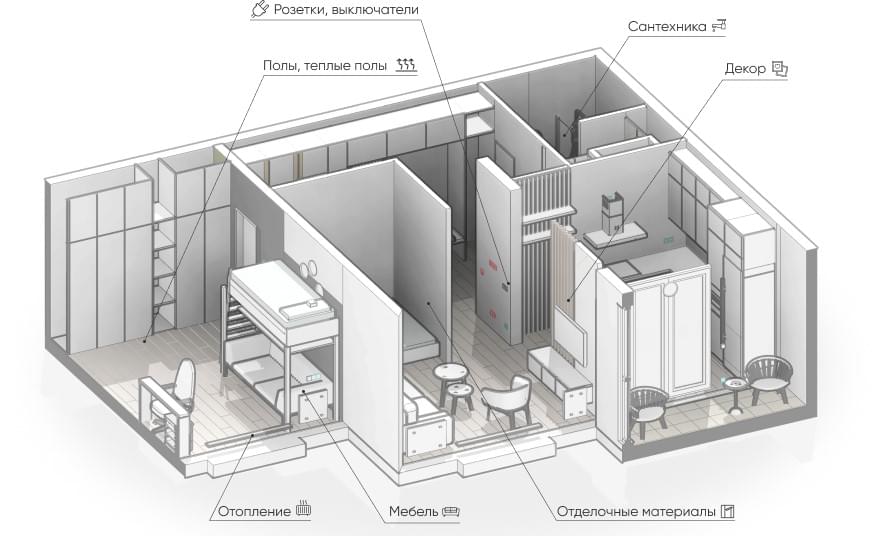 Розетки, выключатели
Сантехника
Полы, теплые полы
Декор
Отопление
Мебель
Отделочные материалы